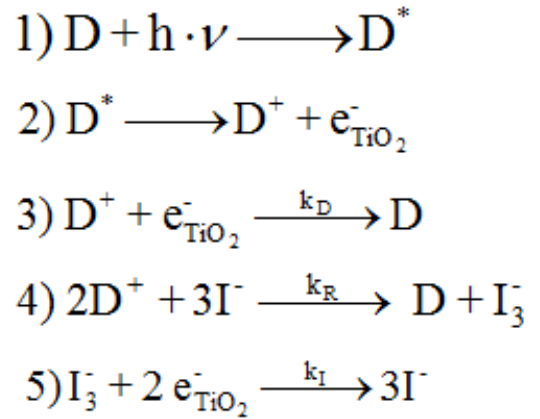 1) D + h · ν ⟶ D*
2) D* ⟶ D⁺ + e⁻TiO₂
3) D⁺ + e⁻TiO₂ ⟶ kD D
4) 2D⁺ + 3I⁻ ⟶ kR D + I₃⁻
5) I₃⁻ + 2 e⁻TiO₂ ⟶ kI 3I⁻